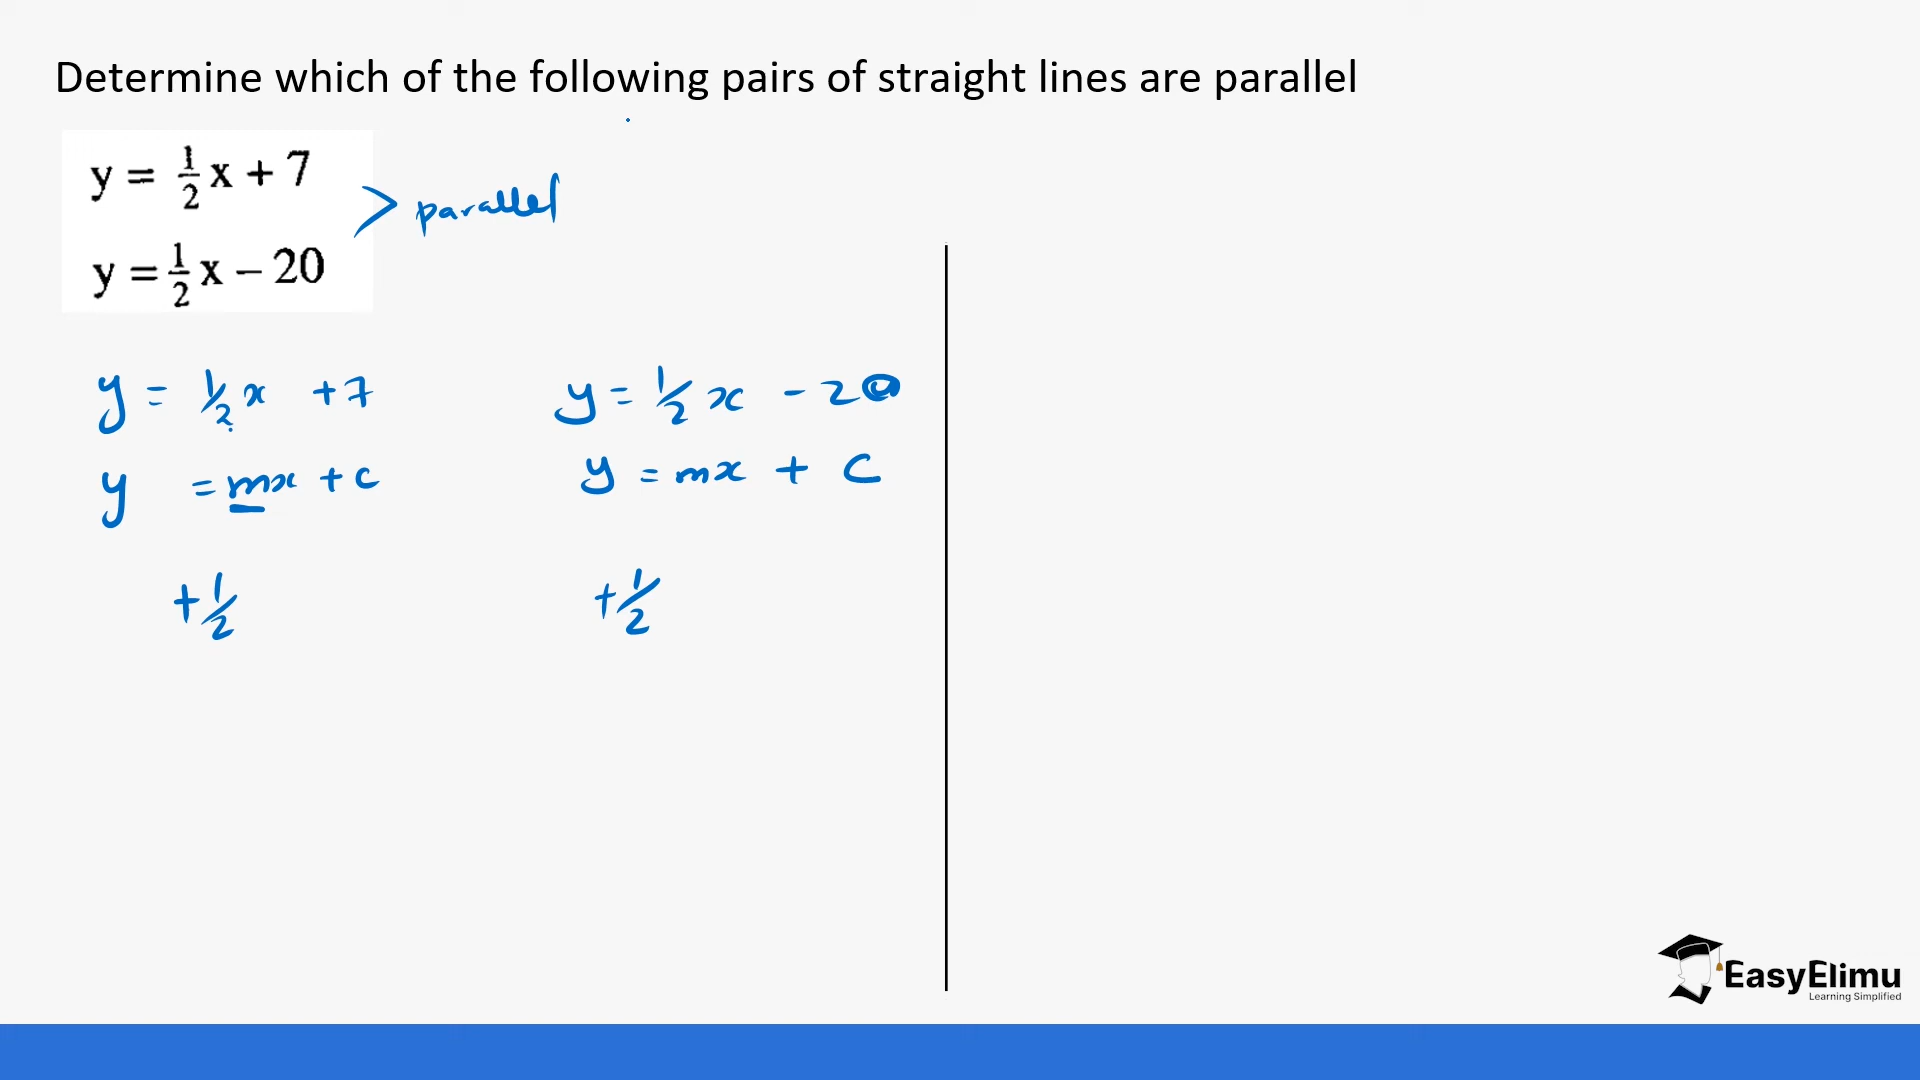 Determine which of the following pairs of straight lines are parallel
y = 1/2 x + 7
> parallel
y = 1/2 x − 20
y = 1/2 x + 7
y = 1/2 x - 20
y = mx + c
y = mx + c
+ 1/2
+ 1/2
EasyElimu
Learning Simplified